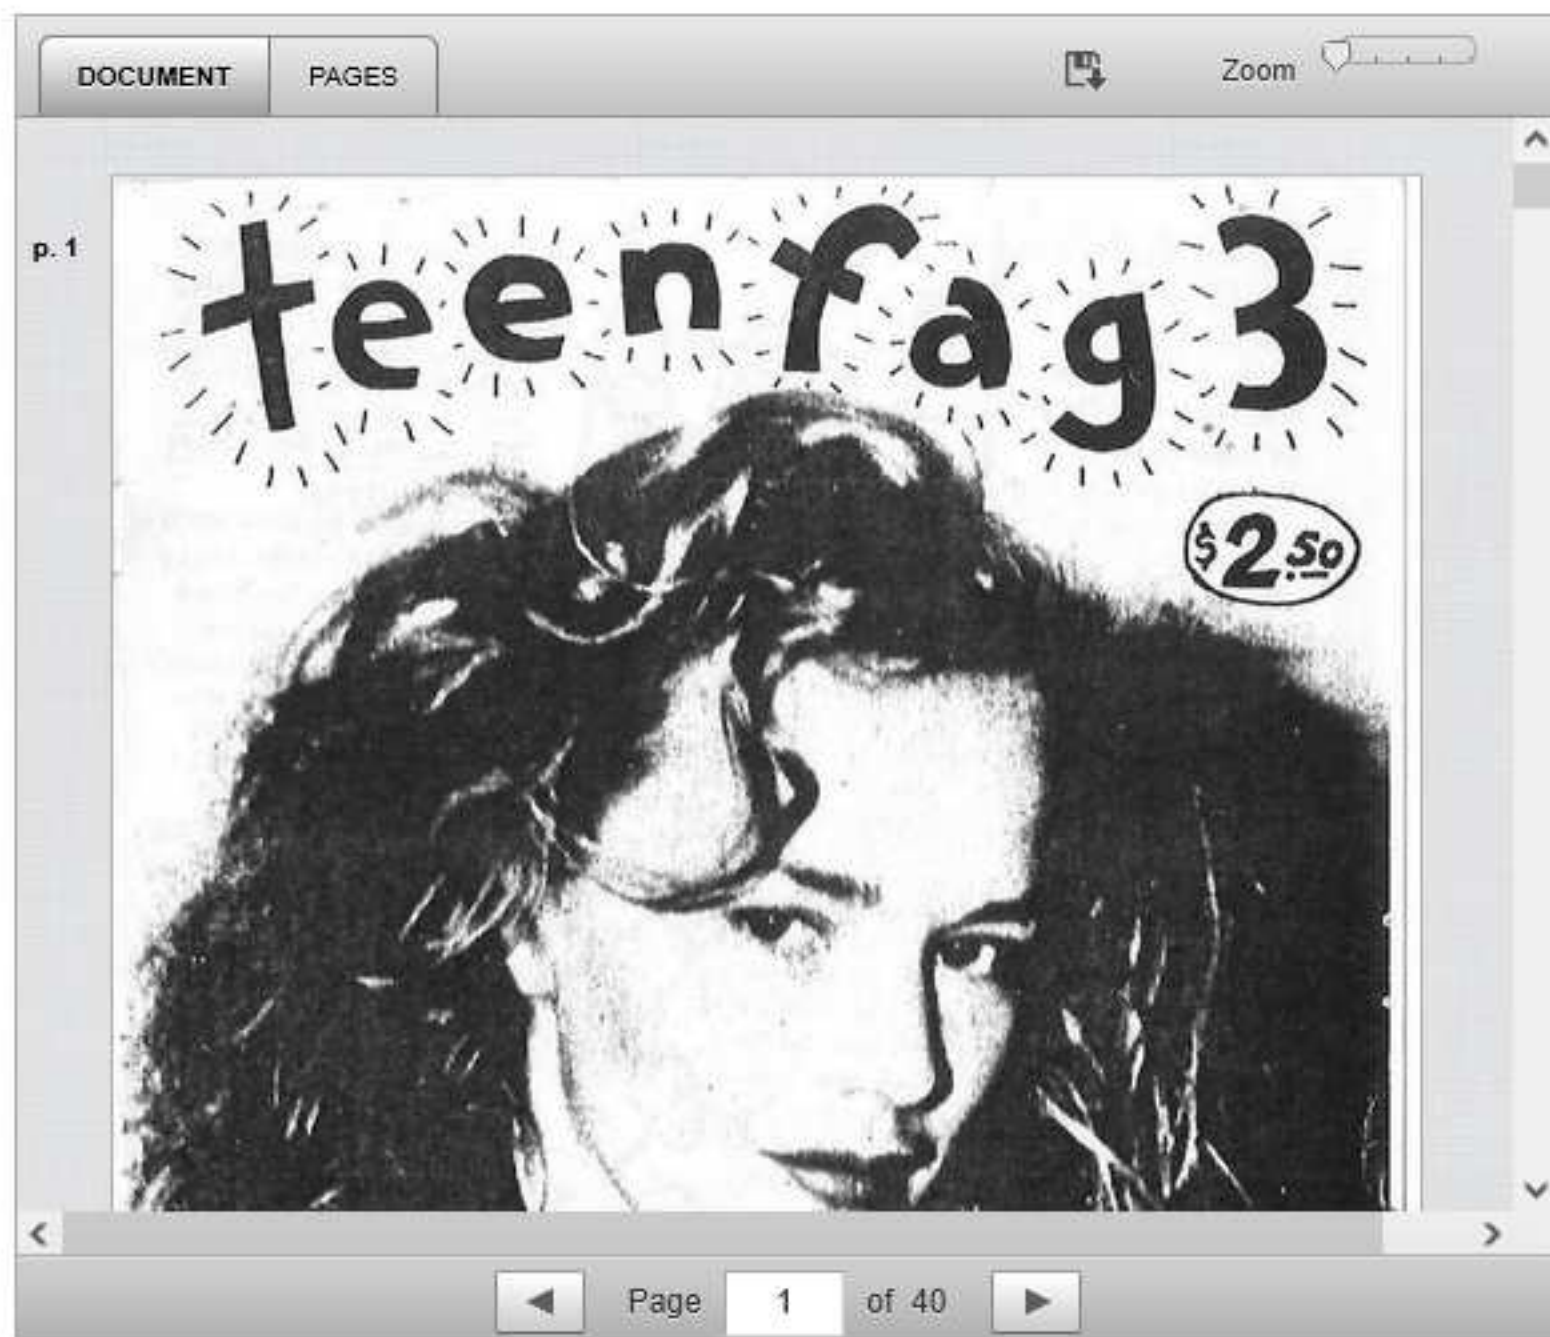 DOCUMENT PAGES Zoom
p. 1
teenfag 3
$2.50
Page 1 of 40